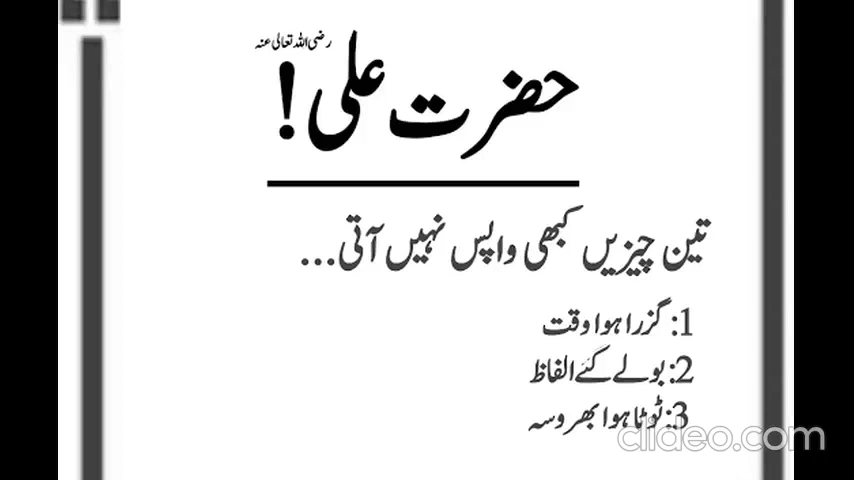 رضی اللہ تعالی عنہ
حضرت علی!
تین چیزیں کبھی واپس نہیں آتی...
1: گزرا ہوا وقت
2: بولے گئے الفاظ
3: ٹوٹا ہوا بھروسہ
clideo.com